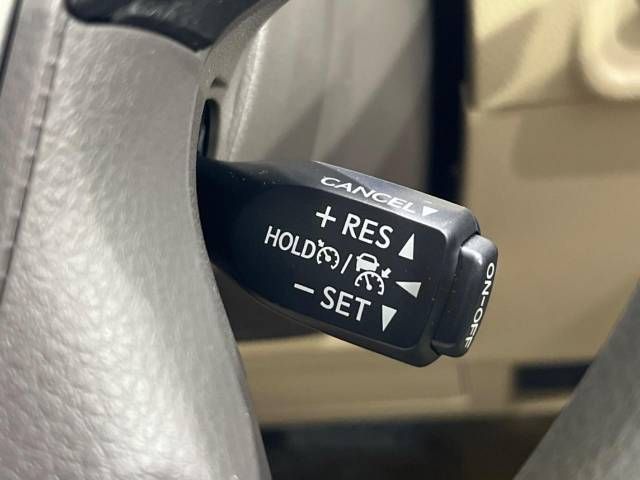 CANCEL▼
+ RES ▲
HOLD /
− SET ▼
ON-OFF